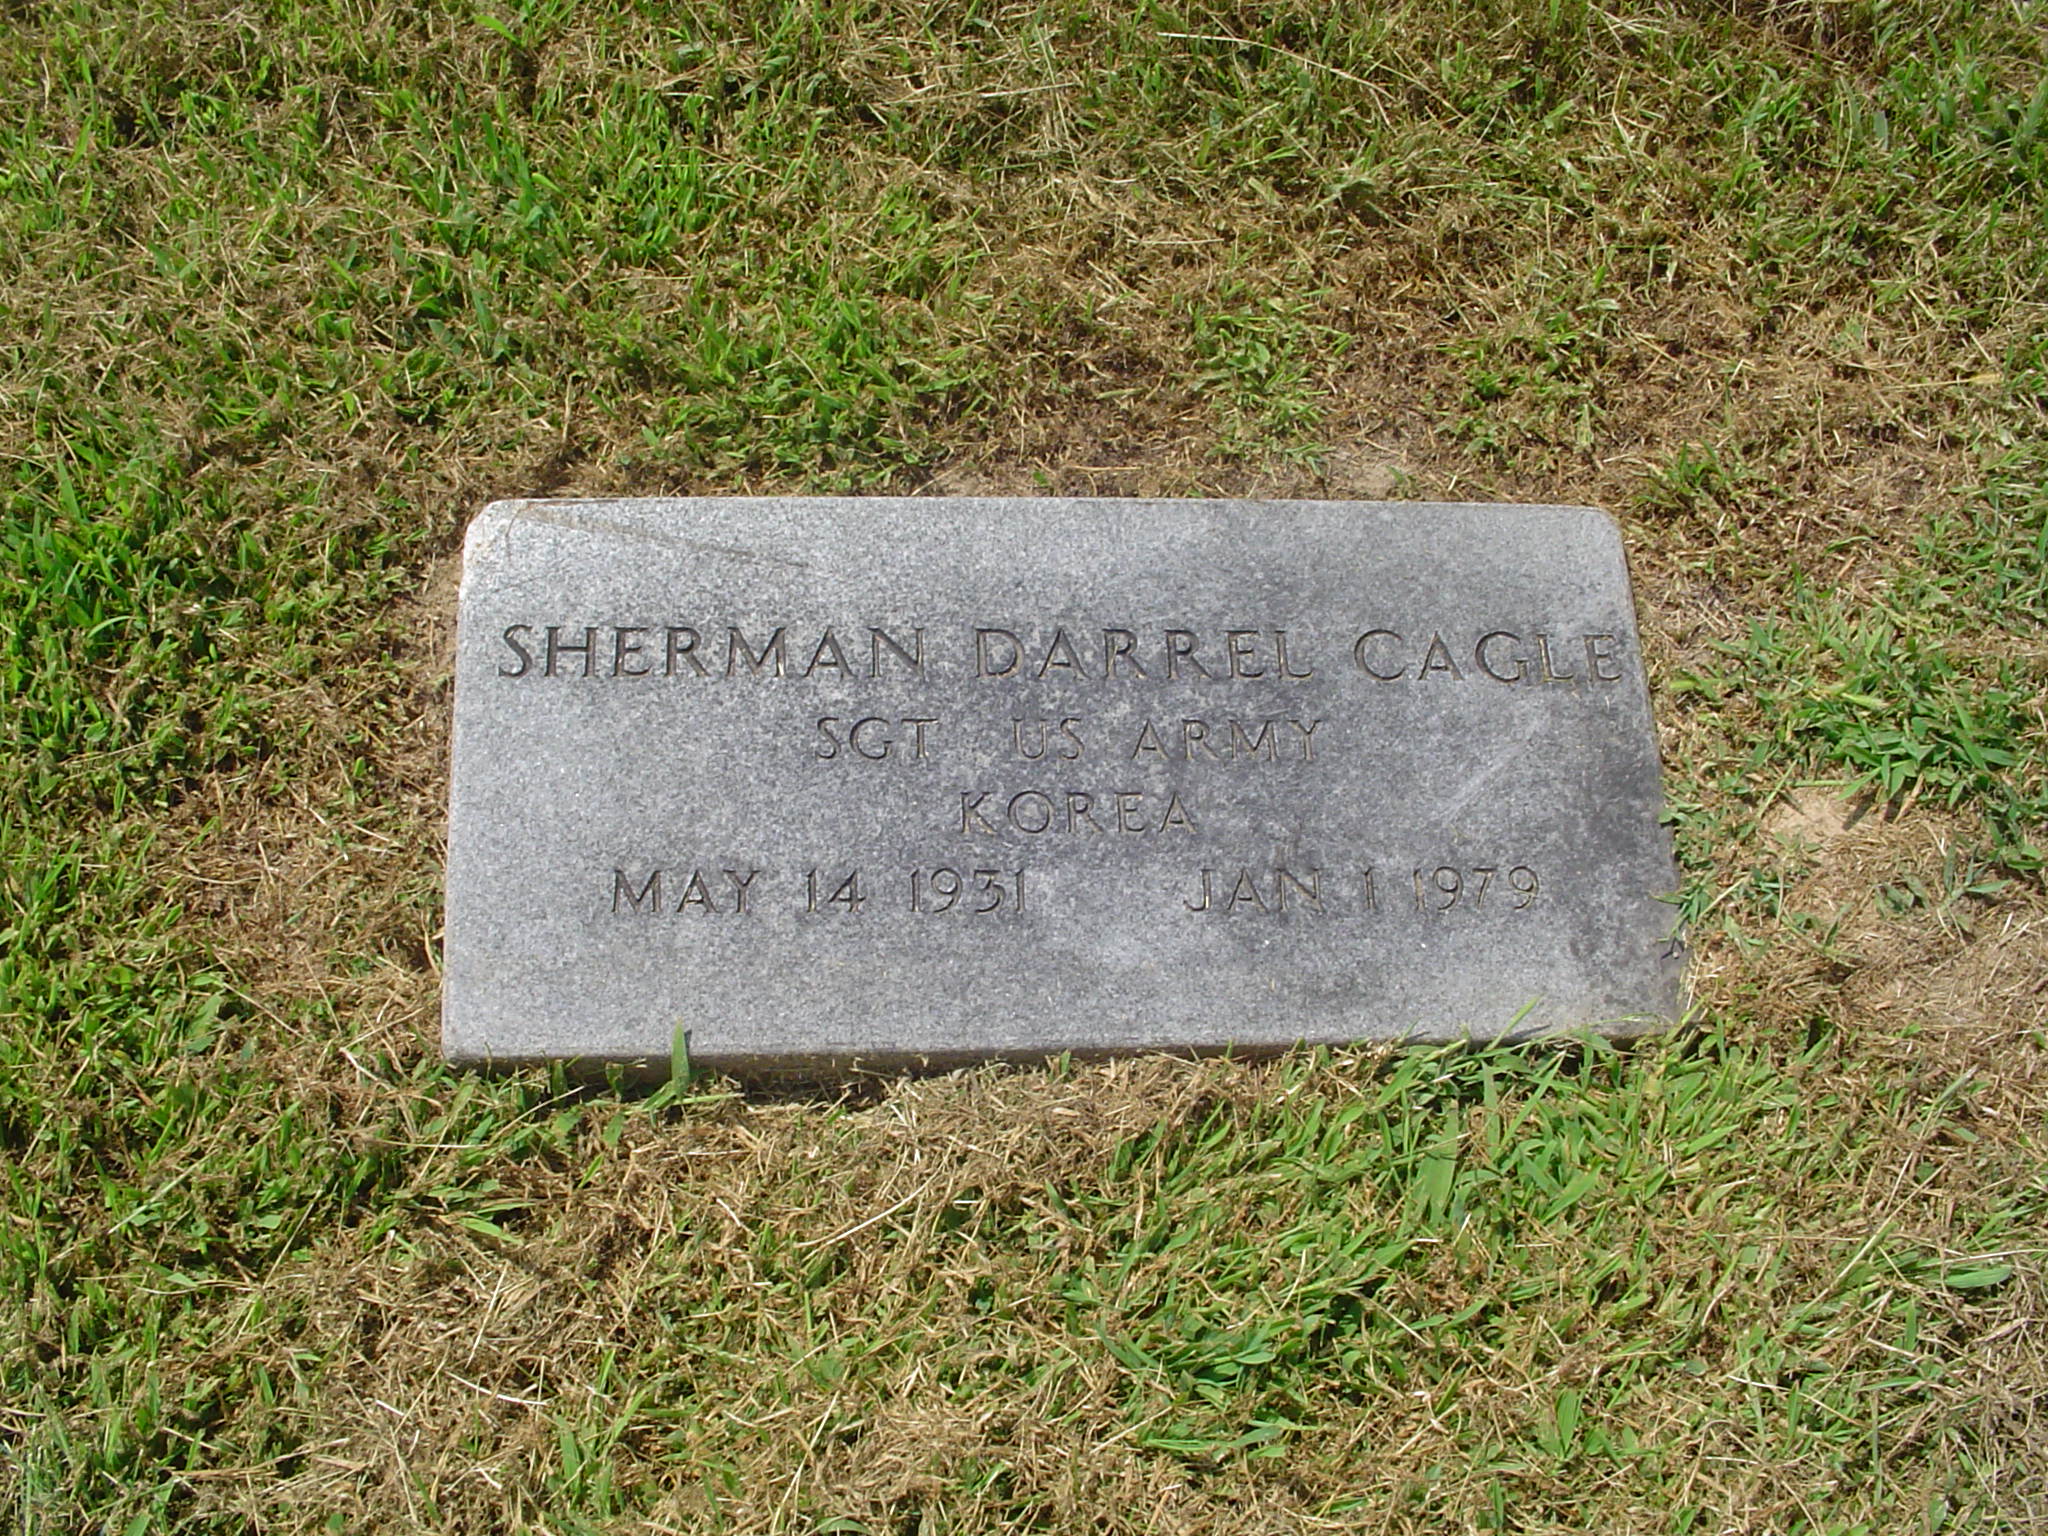 SHERMAN DARREL CAGLE
SGT US ARMY
KOREA
MAY 14 1931 JAN 1 1979